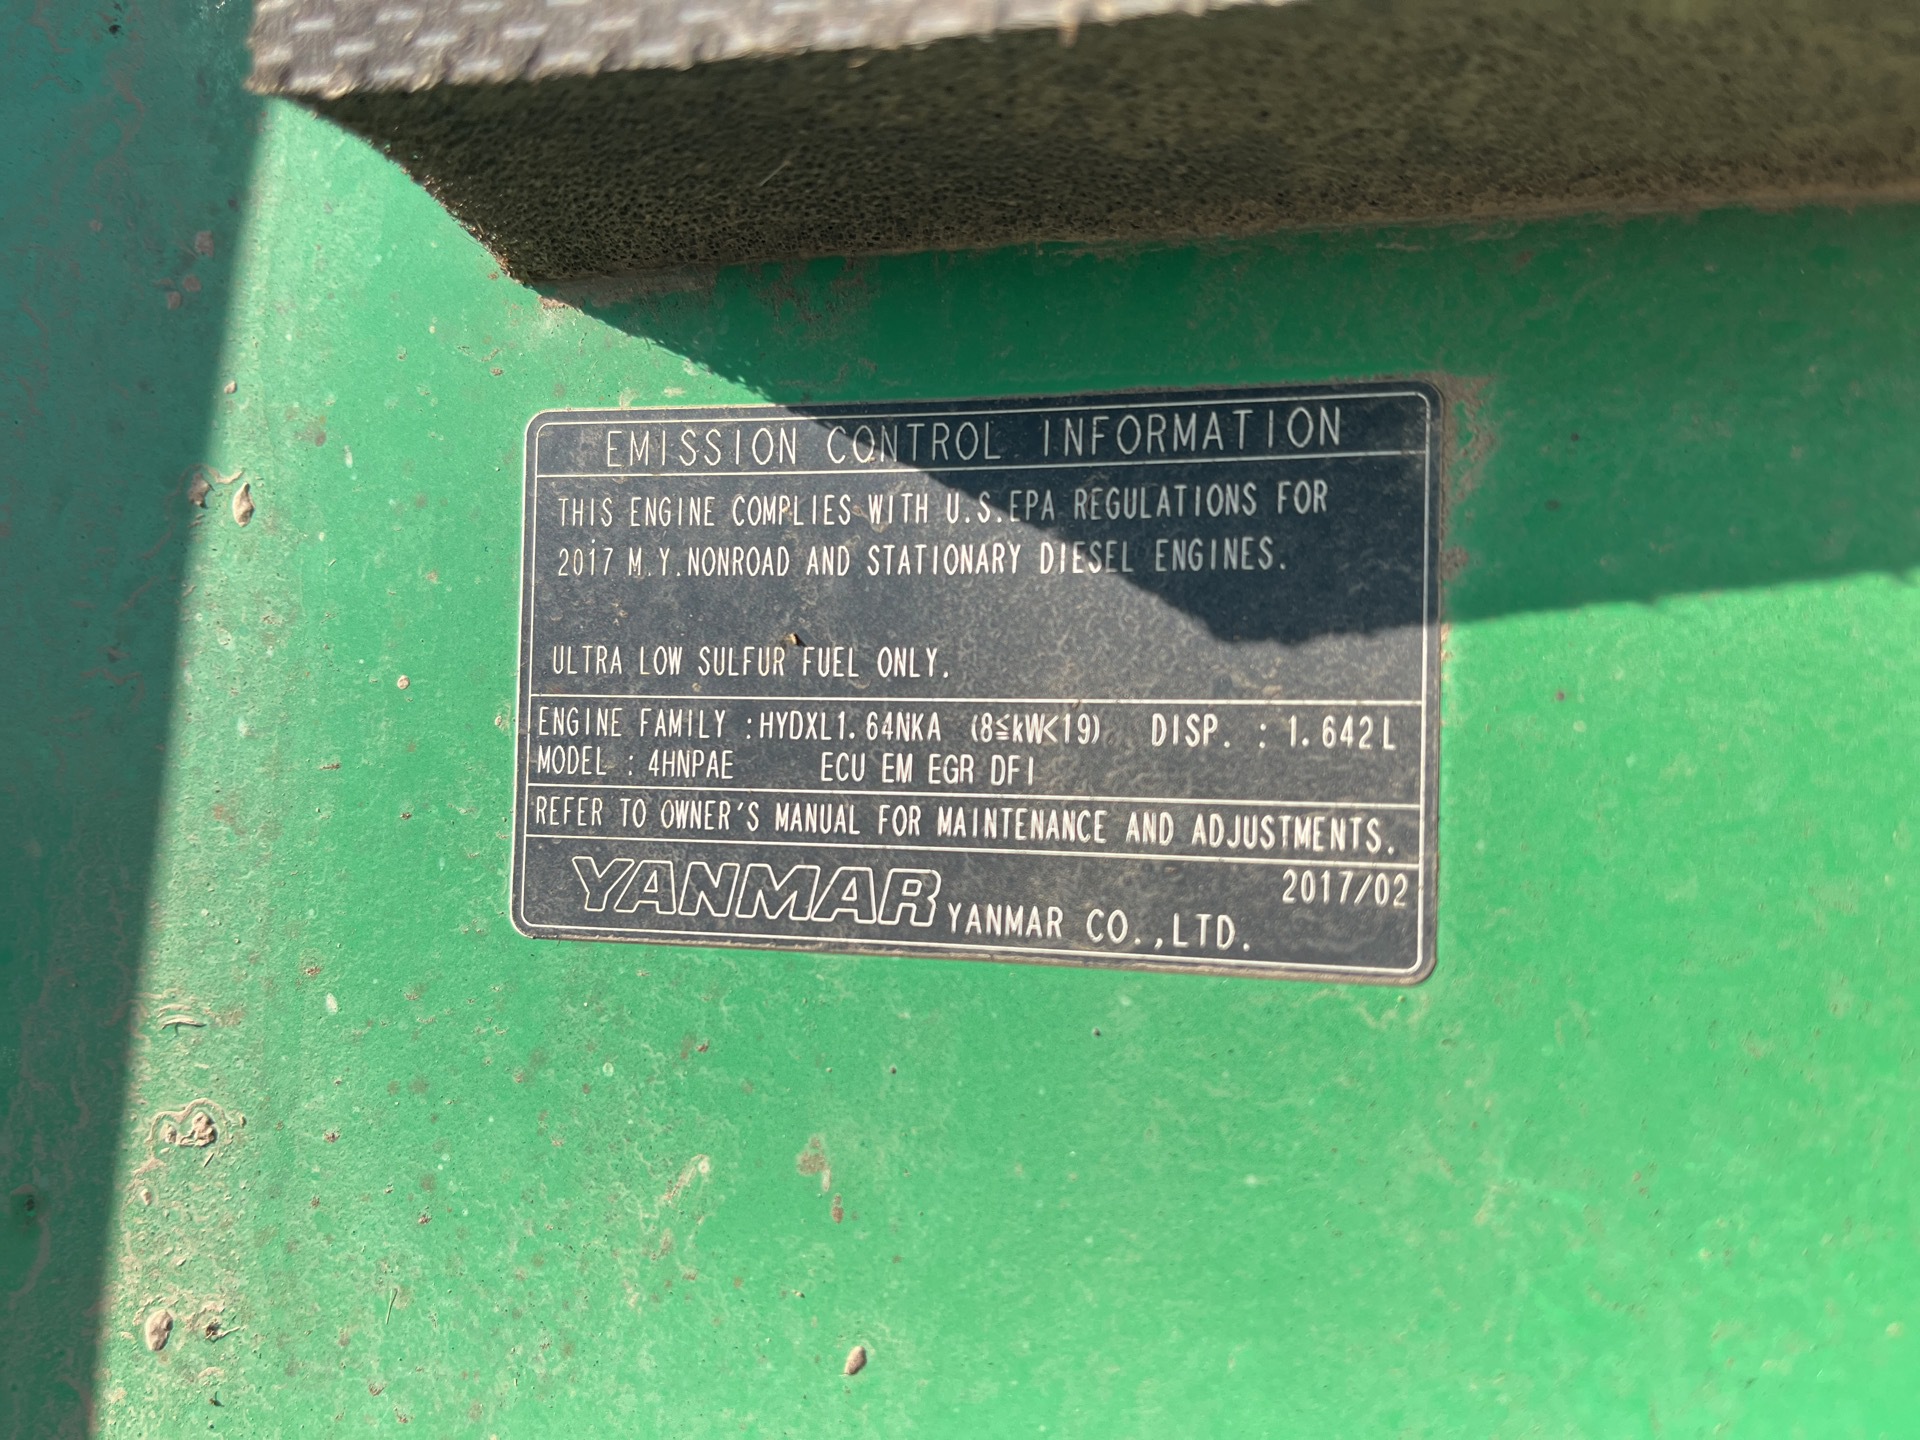 EMISSION CONTROL INFORMATION
THIS ENGINE COMPLIES WITH U.S.EPA REGULATIONS FOR
2017 M.Y.NONROAD AND STATIONARY DIESEL ENGINES.
ULTRA LOW SULFUR FUEL ONLY.
ENGINE FAMILY :HYDXL1.64NKA (8≦kW<19) DISP. : 1.642L
MODEL : 4HNPAE ECU EM EGR DFI
REFER TO OWNER'S MANUAL FOR MAINTENANCE AND ADJUSTMENTS.
2017/02
YANMAR YANMAR CO.,LTD.